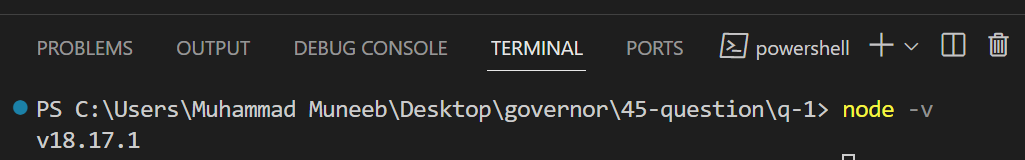 PROBLEMS OUTPUT DEBUG CONSOLE TERMINAL PORTS powershell
PS C:\Users\Muhammad Muneeb\Desktop\governor\45-question\q-1> node -v
v18.17.1